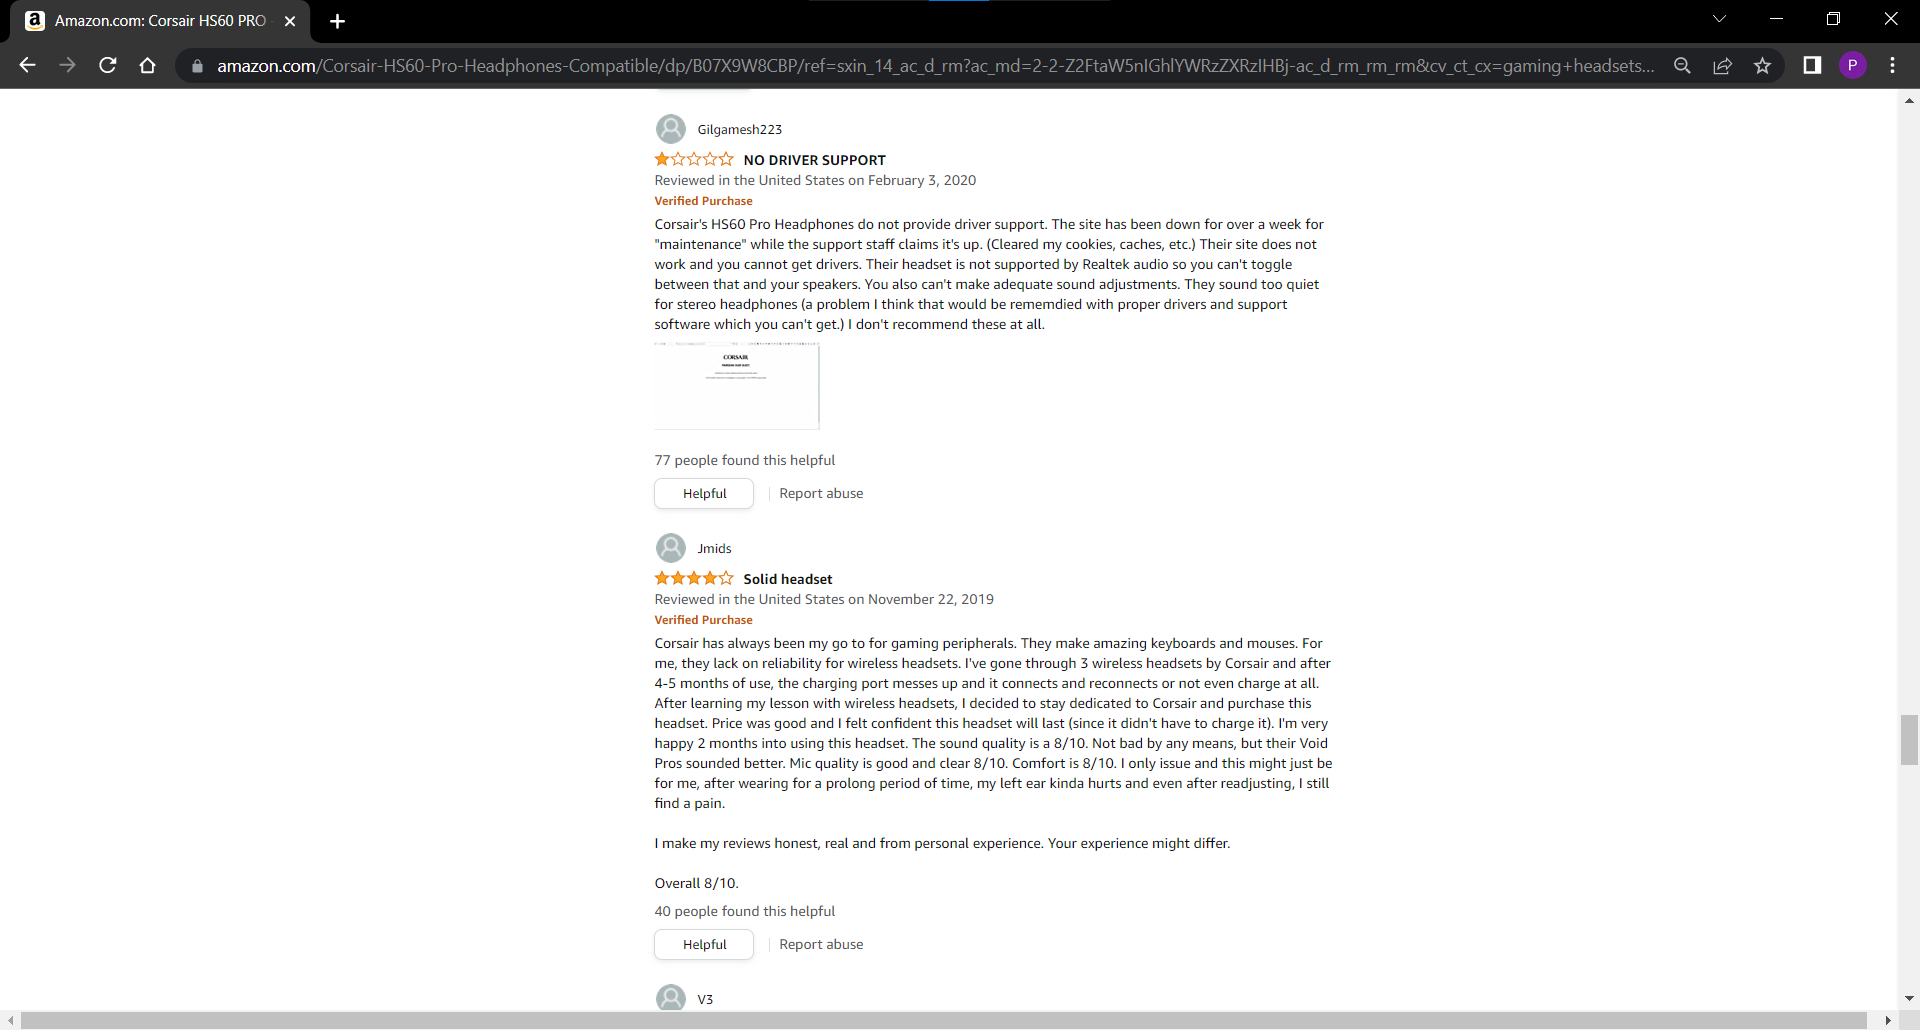 Amazon.com: Corsair HS60 PRO
amazon.com/Corsair-HS60-Pro-Headphones-Compatible/dp/B07X9W8CBP/ref=sxin_14_ac_d_rm?ac_md=2-2-Z2FtaW5nIGhlYWRzZXRzIHBj-ac_d_rm_rm_rm&cv_ct_cx=gaming+headsets...
P
Gilgamesh223
NO DRIVER SUPPORT
Reviewed in the United States on February 3, 2020
Verified Purchase
Corsair's HS60 Pro Headphones do not provide driver support. The site has been down for over a week for
"maintenance" while the support staff claims it's up. (Cleared my cookies, caches, etc.) Their site does not
work and you cannot get drivers. Their headset is not supported by Realtek audio so you can't toggle
between that and your speakers. You also can't make adequate sound adjustments. They sound too quiet
for stereo headphones (a problem I think that would be rememdied with proper drivers and support
software which you can't get.) I don't recommend these at all.
CORSAIR
77 people found this helpful
Helpful
Report abuse
Jmids
Solid headset
Reviewed in the United States on November 22, 2019
Verified Purchase
Corsair has always been my go to for gaming peripherals. They make amazing keyboards and mouses. For
me, they lack on reliability for wireless headsets. I've gone through 3 wireless headsets by Corsair and after
4-5 months of use, the charging port messes up and it connects and reconnects or not even charge at all.
After learning my lesson with wireless headsets, I decided to stay dedicated to Corsair and purchase this
headset. Price was good and I felt confident this headset will last (since it didn't have to charge it). I'm very
happy 2 months into using this headset. The sound quality is a 8/10. Not bad by any means, but their Void
Pros sounded better. Mic quality is good and clear 8/10. Comfort is 8/10. I only issue and this might just be
for me, after wearing for a prolong period of time, my left ear kinda hurts and even after readjusting, I still
find a pain.
I make my reviews honest, real and from personal experience. Your experience might differ.
Overall 8/10.
40 people found this helpful
Helpful
Report abuse
V3